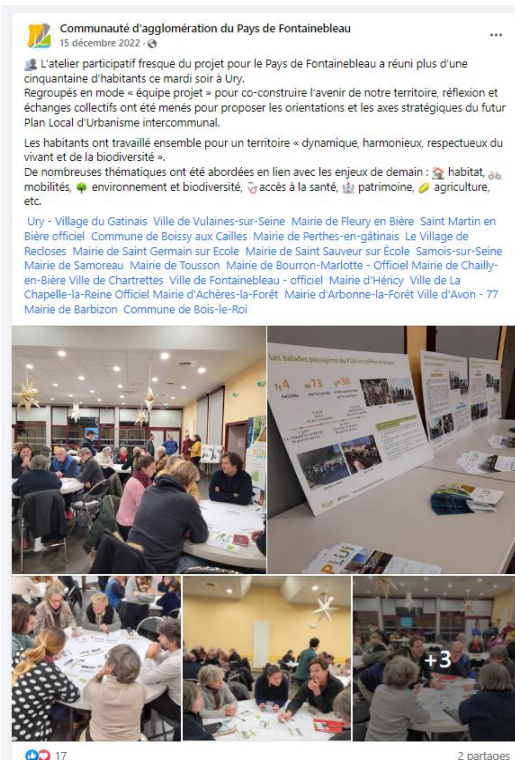 Communauté d'agglomération du Pays de Fontainebleau
15 décembre 2022 ·
L'atelier participatif fresque du projet pour le Pays de Fontainebleau a réuni plus d'une
cinquantaine d'habitants ce mardi soir à Ury.
Regroupés en mode « équipe projet » pour co-construire l'avenir de notre territoire, réflexion et
échanges collectifs ont été menés pour proposer les orientations et les axes stratégiques du futur
Plan Local d'Urbanisme intercommunal.
Les habitants ont travaillé ensemble pour un territoire « dynamique, harmonieux, respectueux du
vivant et de la biodiversité ».
De nombreuses thématiques ont été abordées en lien avec les enjeux de demain : habitat,
mobilités, environnement et biodiversité, accès à la santé, patrimoine, agriculture,
etc.
Ury - Village du Gatinais Ville de Vulaines-sur-Seine Mairie de Fleury en Bière Saint Martin en
Bière officiel Commune de Boissy aux Cailles Mairie de Perthes-en-gâtinais Le Village de
Recloses Mairie de Saint Germain sur Ecole Mairie de Saint Sauveur sur École Samois-sur-Seine
Mairie de Samoreau Mairie de Tousson Mairie de Bourron-Marlotte - Officiel Mairie de Chailly-
en-Bière Ville de Chartrettes Ville de Fontainebleau - officiel Mairie d'Héricy Ville de La
Chapelle-la-Reine Officiel Mairie d'Achères-la-Forêt Mairie d'Arbonne-la-Forêt Ville d'Avon - 77
Mairie de Barbizon Commune de Bois-le-Roi
Les balades paysagères du PLUi en chiffres et images
4
73
+30
PLUi
PLUi
+3
17
2 partages